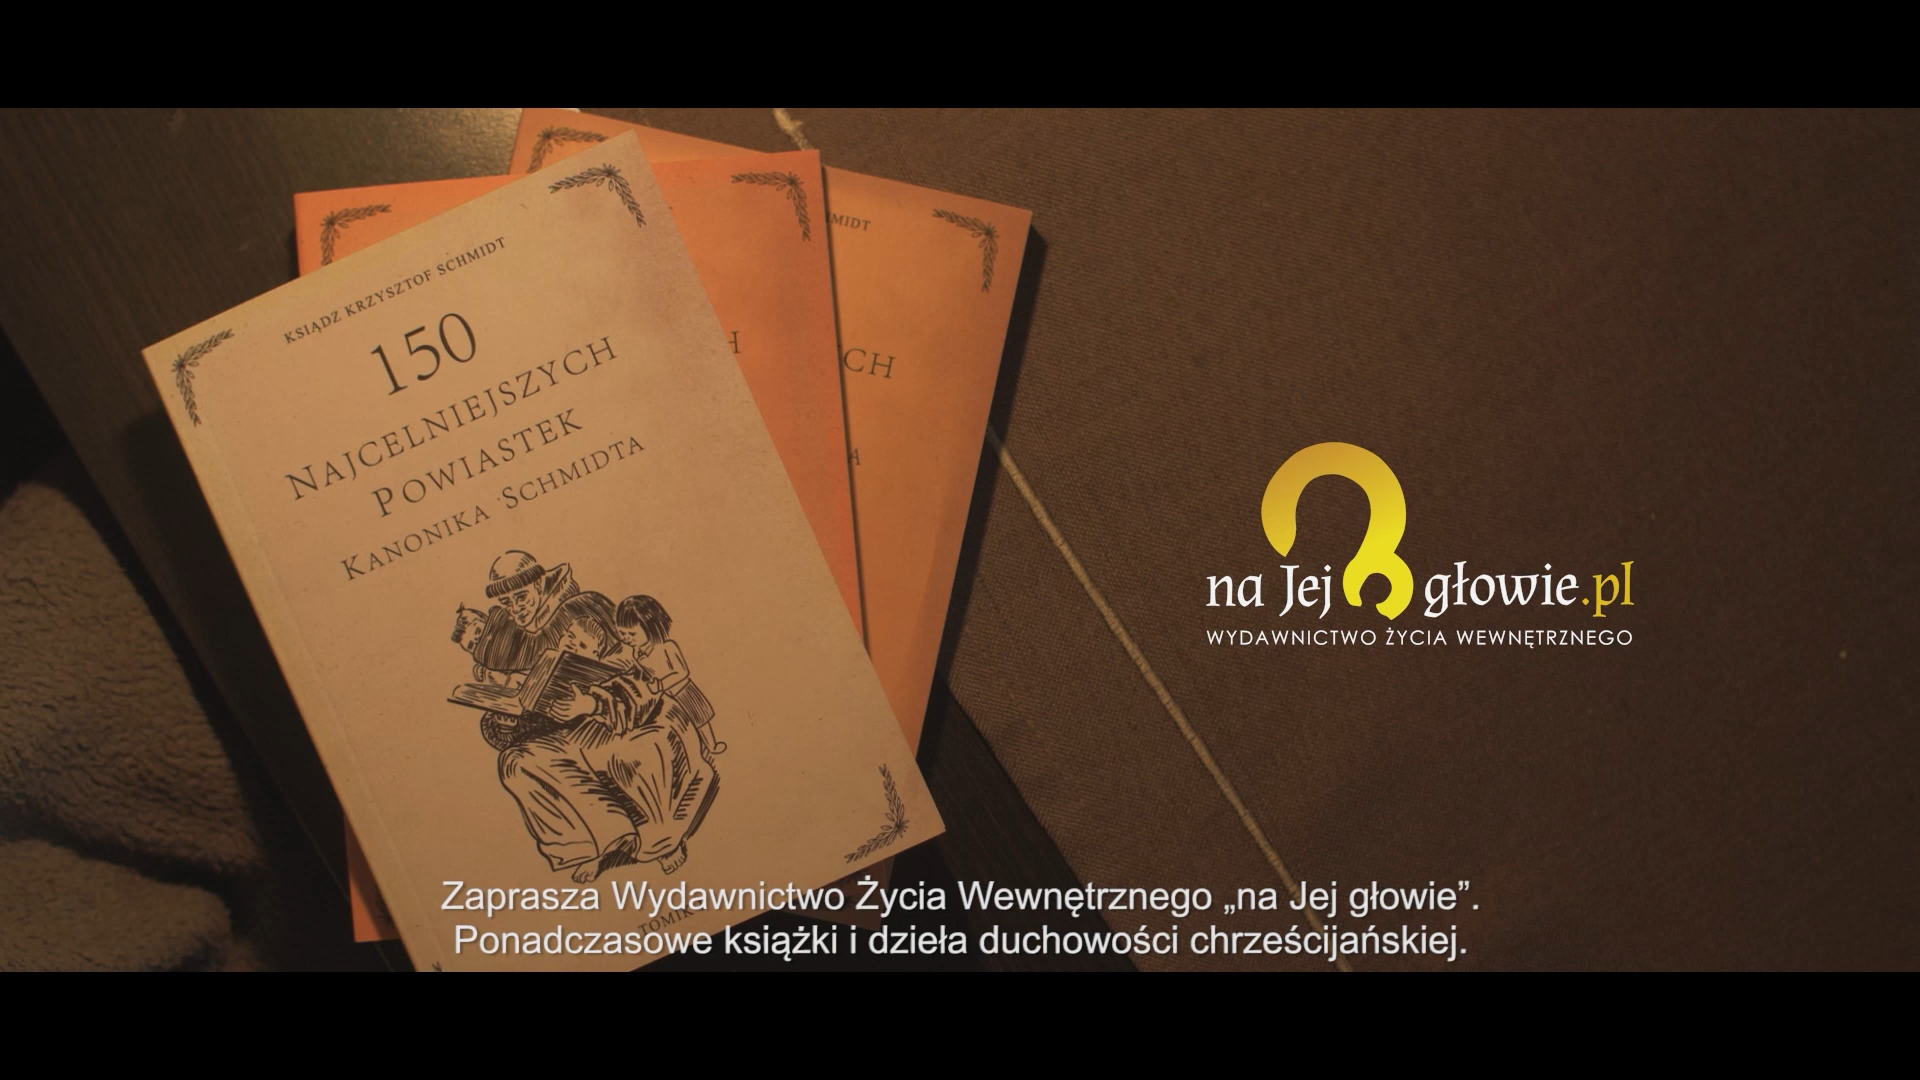 KSIĄDZ KRZYSZTOF SCHMIDT
150
NAJCELNIEJSZYCH
POWIASTEK
KANONIKA SCHMIDTA
na Jej głowie.pl
WYDAWNICTWO ŻYCIA WEWNĘTRZNEGO
Zaprasza Wydawnictwo Życia Wewnętrznego „na Jej głowie”.
Ponadczasowe książki i dzieła duchowości chrześcijańskiej.